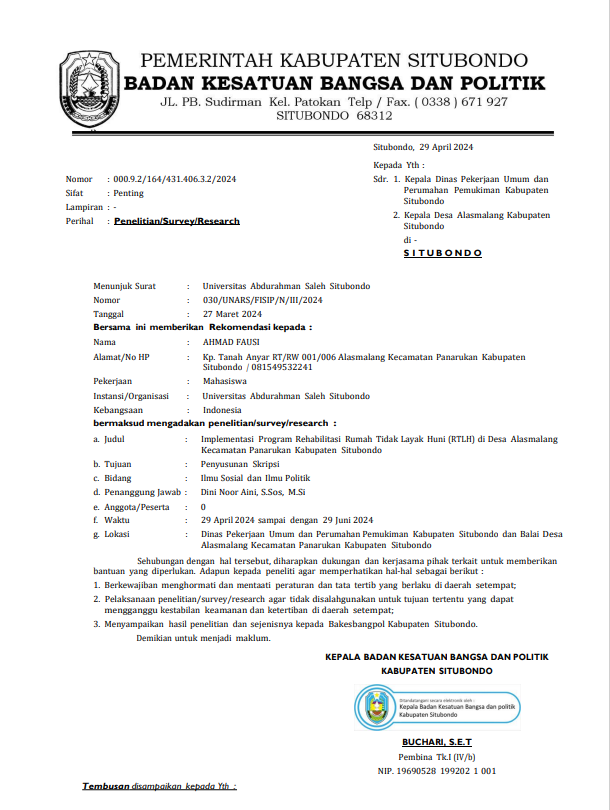 PEMERINTAH KABUPATEN SITUBONDO
BADAN KESATUAN BANGSA DAN POLITIK
JL. PB. Sudirman Kel. Patokan Telp / Fax. ( 0338 ) 671 927
SITUBONDO 68312
Situbondo, 29 April 2024
Kepada Yth :
Nomor : 000.9.2/164/431.406.3.2/2024
Sifat : Penting
Lampiran : -
Perihal : Penelitian/Survey/Research
Sdr. 1. Kepala Dinas Pekerjaan Umum dan
Perumahan Pemukiman Kabupaten
Situbondo
2. Kepala Desa Alasmalang Kabupaten
Situbondo
di -
S I T U B O N D O
Menunjuk Surat : Universitas Abdurahman Saleh Situbondo
Nomor : 030/UNARS/FISIP/N/III/2024
Tanggal : 27 Maret 2024
Bersama ini memberikan Rekomendasi kepada :
Nama : AHMAD FAUSI
Alamat/No HP : Kp. Tanah Anyar RT/RW 001/006 Alasmalang Kecamatan Panarukan Kabupaten
Situbondo / 081549532241
Pekerjaan : Mahasiswa
Instansi/Organisasi : Universitas Abdurahman Saleh Situbondo
Kebangsaan : Indonesia
bermaksud mengadakan penelitian/survey/research :
a. Judul : Implementasi Program Rehabilitasi Rumah Tidak Layak Huni (RTLH) di Desa Alasmalang
Kecamatan Panarukan Kabupaten Situbondo
b. Tujuan : Penyusunan Skripsi
c. Bidang : Ilmu Sosial dan Ilmu Politik
d. Penanggung Jawab : Dini Noor Aini, S.Sos, M.Si
e. Anggota/Peserta : 0
f. Waktu : 29 April 2024 sampai dengan 29 Juni 2024
g. Lokasi : Dinas Pekerjaan Umum dan Perumahan Pemukiman Kabupaten Situbondo dan Balai Desa
Alasmalang Kecamatan Panarukan Kabupaten Situbondo
Sehubungan dengan hal tersebut, diharapkan dukungan dan kerjasama pihak terkait untuk memberikan
bantuan yang diperlukan. Adapun kepada peneliti agar memperhatikan hal-hal sebagai berikut :
1. Berkewajiban menghormati dan mentaati peraturan dan tata tertib yang berlaku di daerah setempat;
2. Pelaksanaan penelitian/survey/research agar tidak disalahgunakan untuk tujuan tertentu yang dapat
mengganggu kestabilan keamanan dan ketertiban di daerah setempat;
3. Menyampaikan hasil penelitian dan sejenisnya kepada Bakesbangpol Kabupaten Situbondo.
Demikian untuk menjadi maklum.
KEPALA BADAN KESATUAN BANGSA DAN POLITIK
KABUPATEN SITUBONDO
Ditandatangani secara elektronik oleh :
Kepala Badan Kesatuan Bangsa dan politik
Kabupaten Situbondo
BUCHARI, S.E.T
Pembina Tk.I (IV/b)
NIP. 19690528 199202 1 001
Tembusan disampaikan kepada Yth :